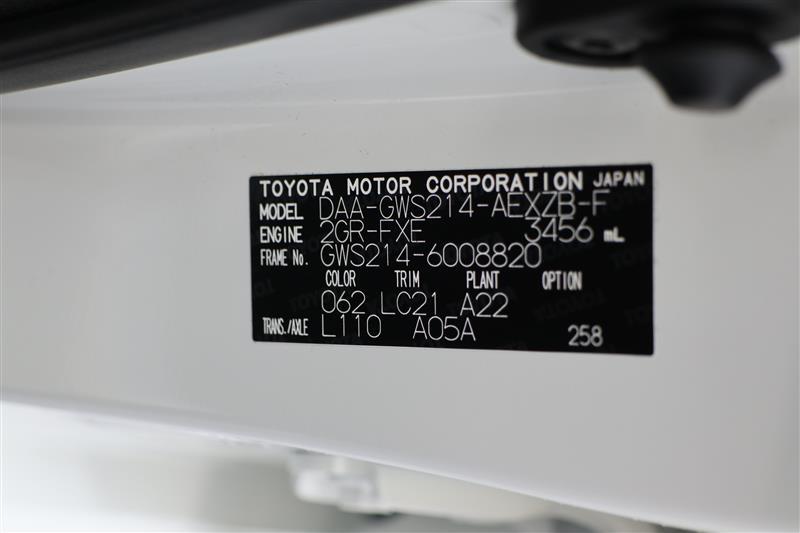 TOYOTA MOTOR CORPORATION JAPAN
MODEL DAA-GWS214-AEXZB-F
ENGINE 2GR-FXE 3456 mL
FRAME No. GWS214-6008820
COLOR TRIM PLANT OPTION
062 LC21 A22
TRANS./AXLE L110 A05A 258